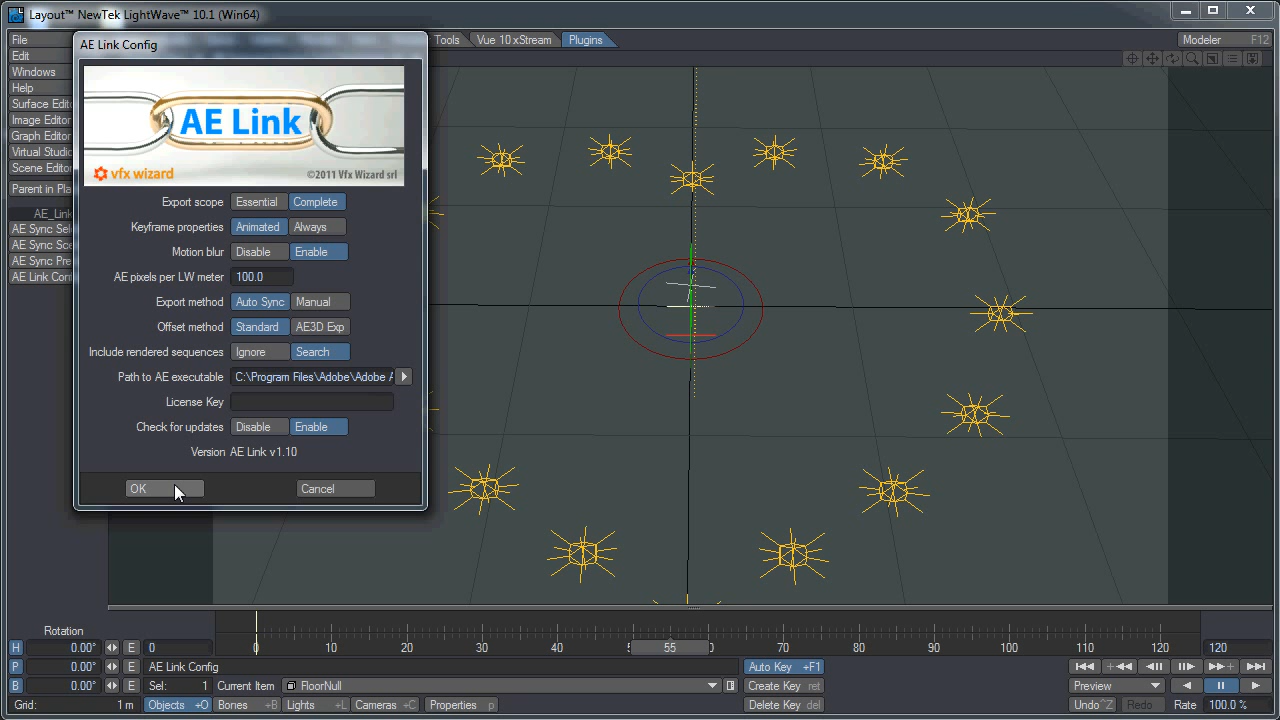 Layout™ NewTek LightWave™ 10.1 (Win64)
File
Edit
Windows
Help
Surface Edito
Image Editor
Graph Editor
Virtual Studio
Scene Editor
Parent in Pla
AE_Link
AE Sync Sel
AE Sync Sce
AE Sync Pre
AE Link Con
AE Link Config
AE Link
vfx wizard
©2011 Vfx Wizard srl
Export scope Essential Complete
Keyframe properties Animated Always
Motion blur Disable Enable
AE pixels per LW meter 100.0
Export method Auto Sync Manual
Offset method Standard AE3D Exp
Include rendered sequences Ignore Search
Path to AE executable C:\Program Files\Adobe\Adobe A
License Key
Check for updates Disable Enable
Version AE Link v1.10
OK Cancel
Tools Vue 10 xStream Plugins
Modeler F12
Rotation
0 10 20 30 40 5 55 0 70 80 90 100 110 120
H 0.00° E 0 120
P 0.00° E AE Link Config Auto Key +F1
B 0.00° E Sel: 1 Current Item FloorNull Create Key ret Preview
Grid: 1 m Objects +O Bones +B Lights +L Cameras +C Properties p Delete Key del Undo^Z Redo Rate 100.0 %